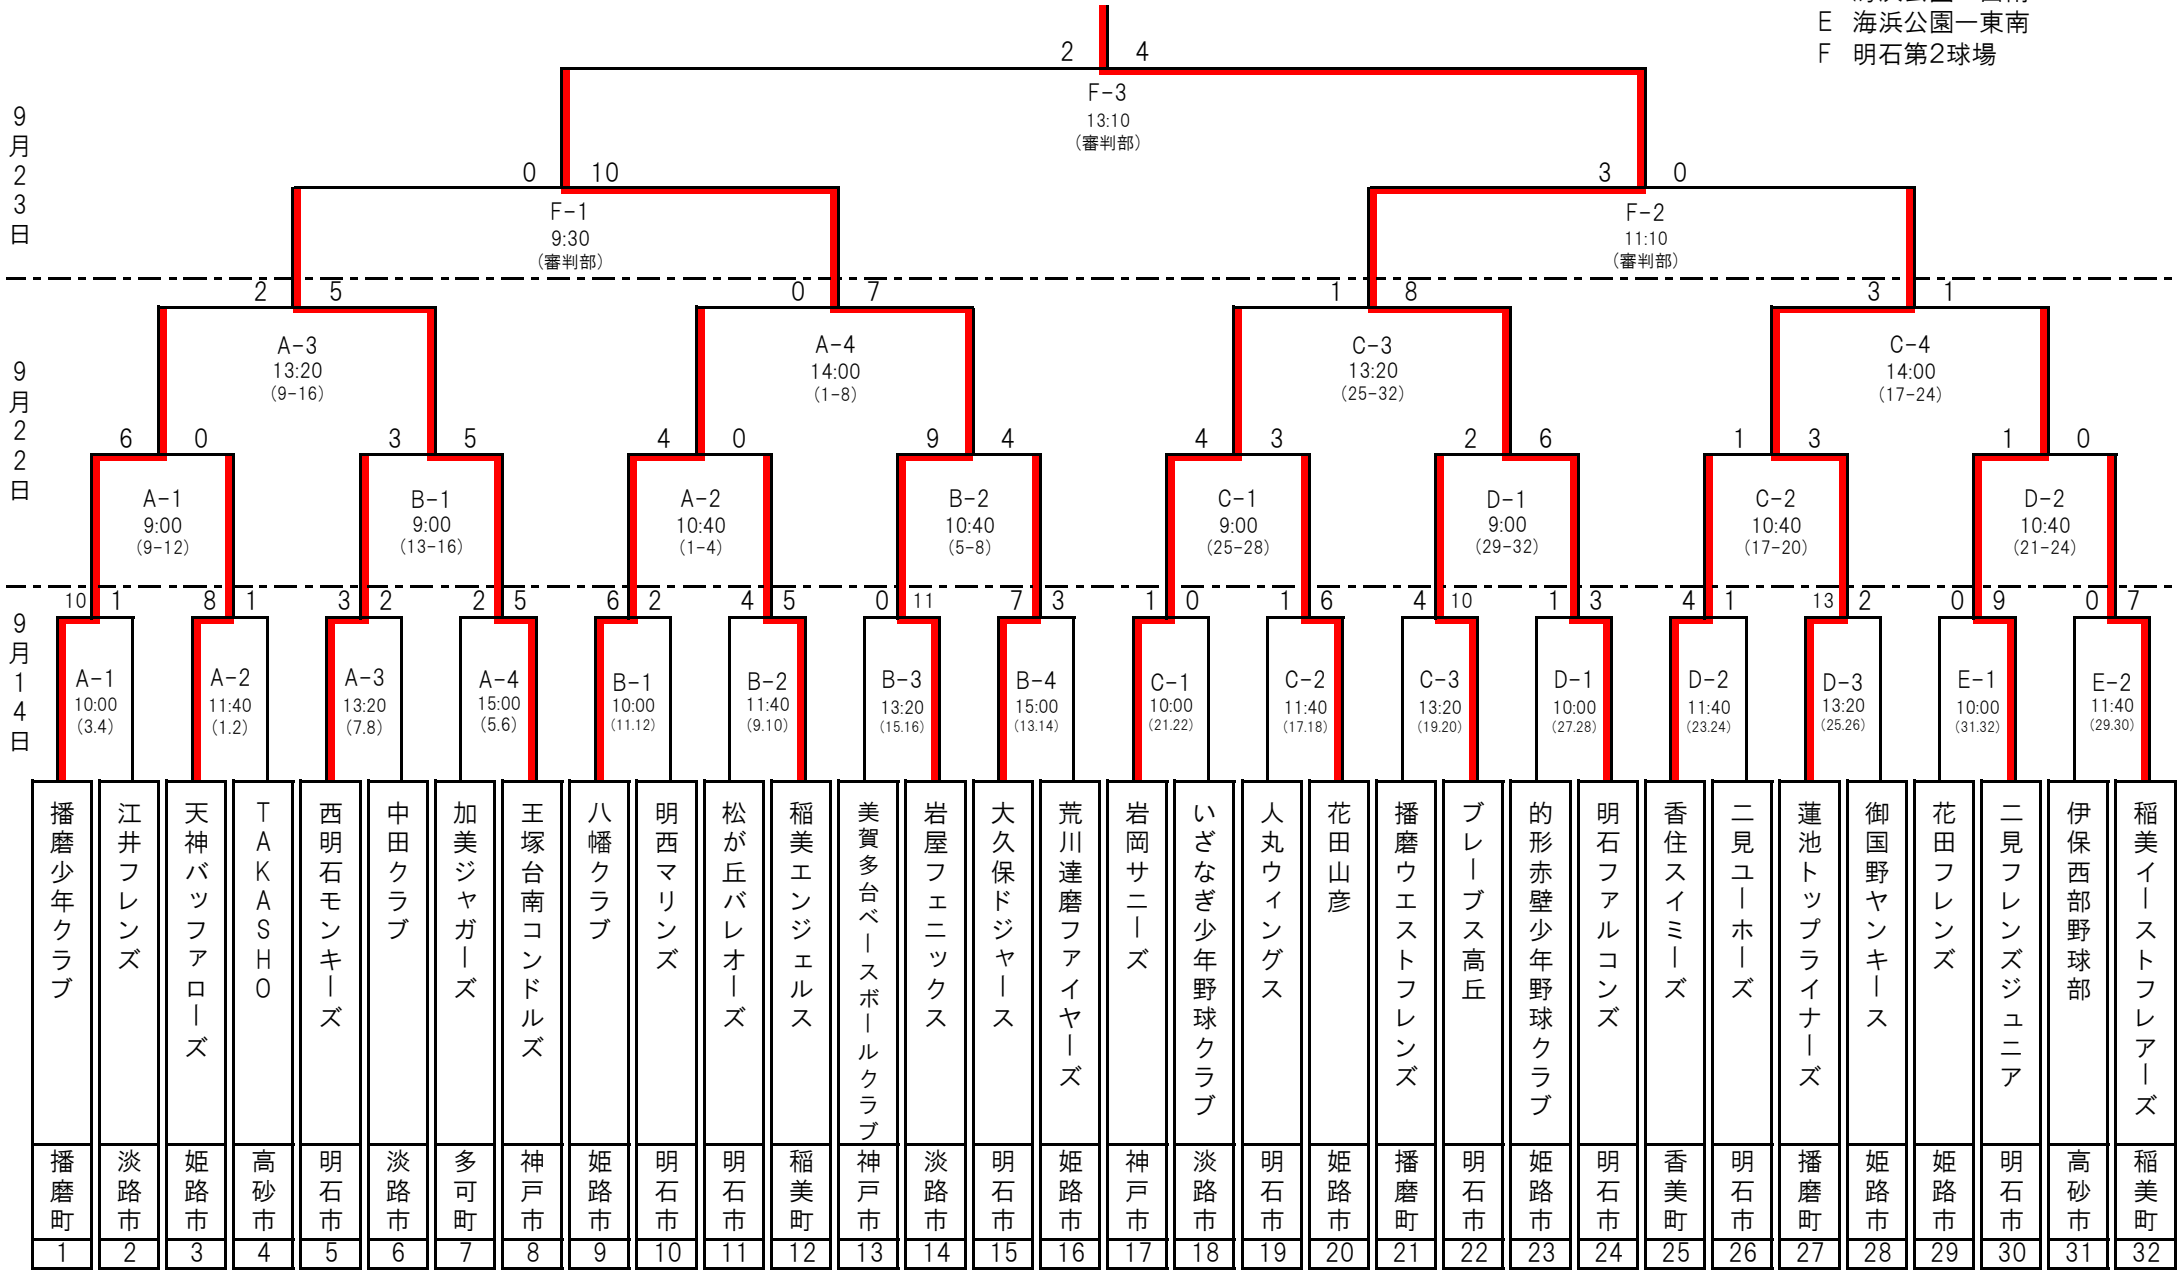 E 海浜公園ー東南
F 明石第2球場
2 4
F-3
13:10
(審判部)
9月23日
0 10
3 0
F-1
9:30
(審判部)
F-2
11:10
(審判部)
2 5
0 7
1 8
3 1
A-3
13:20
(9-16)
A-4
14:00
(1-8)
C-3
13:20
(25-32)
C-4
14:00
(17-24)
9月22日
6 0
3 5
4 0
9 4
4 3
2 6
1 3
1 0
A-1
9:00
(9-12)
B-1
9:00
(13-16)
A-2
10:40
(1-4)
B-2
10:40
(5-8)
C-1
9:00
(25-28)
D-1
9:00
(29-32)
C-2
10:40
(17-20)
D-2
10:40
(21-24)
9月14日
10 1
8 1
3 2
2 5
6 2
4 5
0 11
7 3
1 0
1 6
4 10
1 3
4 1
13 2
0 9
0 7
A-1
10:00
(3.4)
A-2
11:40
(1.2)
A-3
13:20
(7.8)
A-4
15:00
(5.6)
B-1
10:00
(11.12)
B-2
11:40
(9.10)
B-3
13:20
(15.16)
B-4
15:00
(13.14)
C-1
10:00
(21.22)
C-2
11:40
(17.18)
C-3
13:20
(19.20)
D-1
10:00
(27.28)
D-2
11:40
(23.24)
D-3
13:20
(25.26)
E-1
10:00
(31.32)
E-2
11:40
(29.30)
播磨少年クラブ
播磨町
1
江井フレンズ
淡路市
2
天神バッファローズ
姫路市
3
TAKASHO
高砂市
4
西明石モンキーズ
明石市
5
中田クラブ
淡路市
6
加美ジャガーズ
多可町
7
王塚台南コンドルズ
神戸市
8
八幡クラブ
姫路市
9
明西マリンズ
明石市
10
松が丘バレオーズ
明石市
11
稲美エンジェルス
稲美町
12
美賀多台ベースボールクラブ
神戸市
13
岩屋フェニックス
淡路市
14
大久保ドジャース
明石市
15
荒川達磨ファイヤーズ
姫路市
16
岩岡サニーズ
神戸市
17
いざなぎ少年野球クラブ
淡路市
18
人丸ウィングス
明石市
19
花田山彦
姫路市
20
播磨ウエストフレンズ
播磨町
21
ブレーブス高丘
明石市
22
的形赤壁少年野球クラブ
姫路市
23
明石ファルコンズ
明石市
24
香住スイミーズ
香美町
25
二見ユーホーズ
明石市
26
蓮池トップライナーズ
播磨町
27
御国野ヤンキース
姫路市
28
花田フレンズ
姫路市
29
二見フレンズジュニア
明石市
30
伊保西部野球部
高砂市
31
稲美イーストフレアーズ
稲美町
32